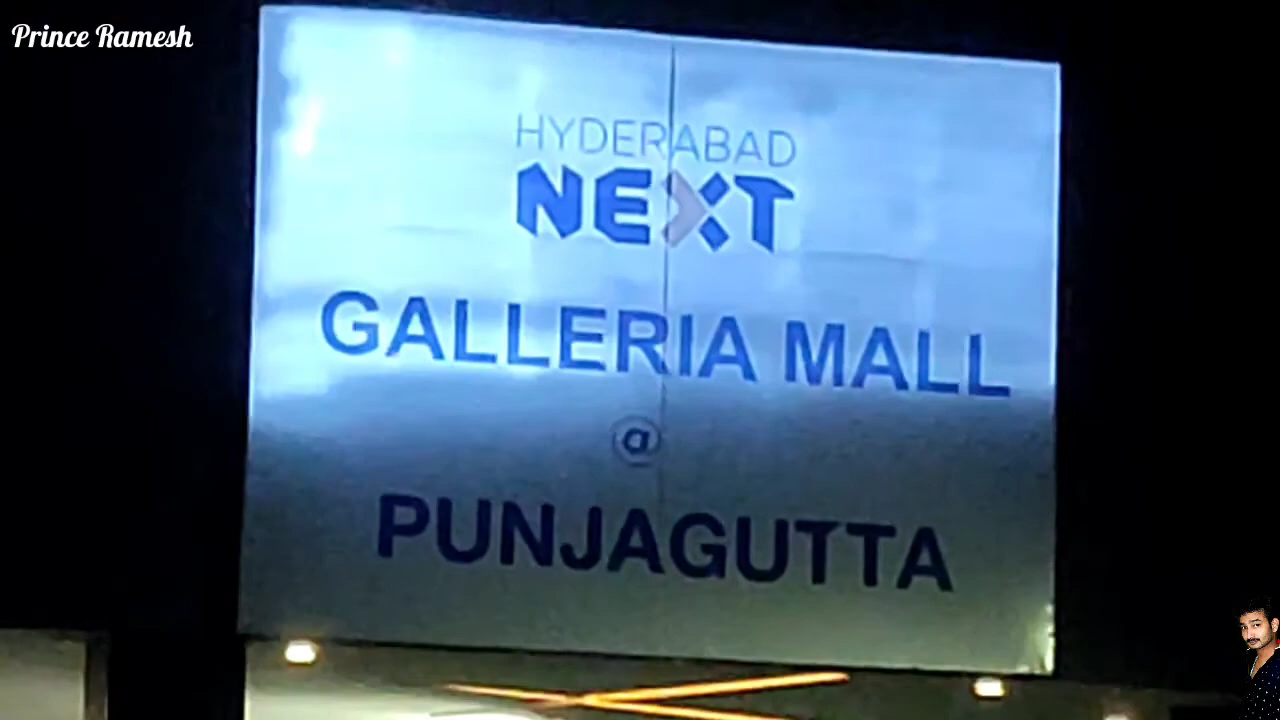 Prince Ramesh
HYDERABAD
NEXT
GALLERIA MALL
@
PUNJAGUTTA